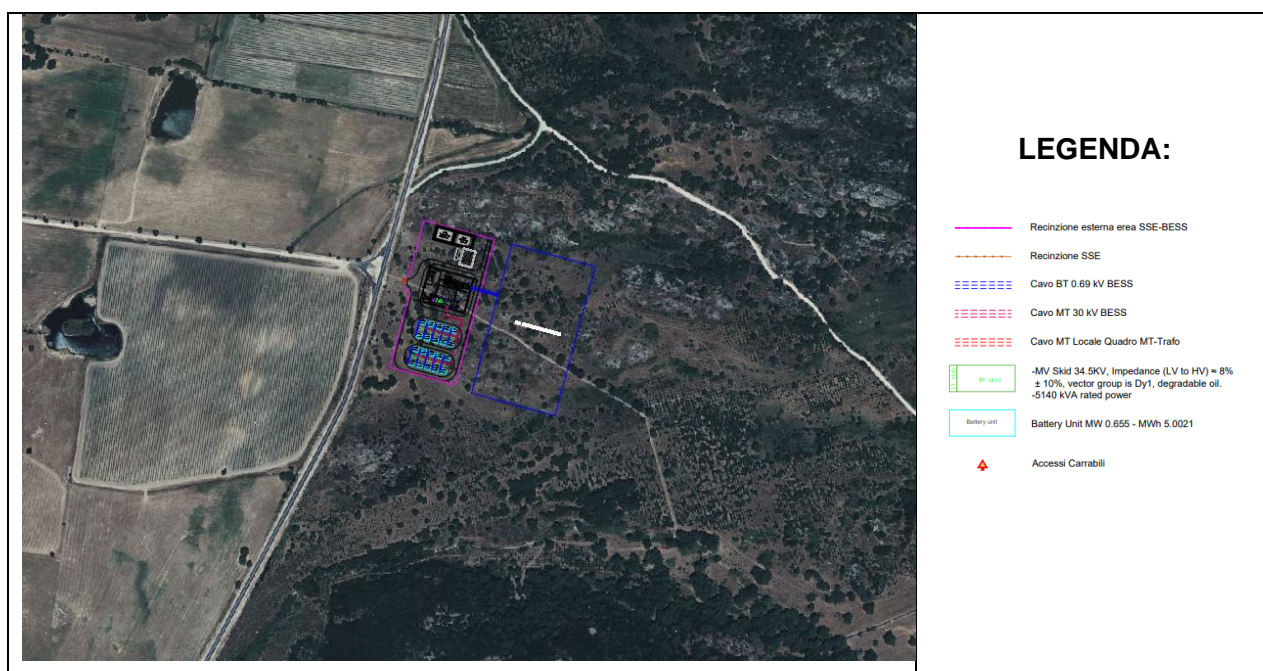 LEGENDA:
Recinzione esterna erea SSE-BESS
Recinzione SSE
Cavo BT 0.69 kV BESS
Cavo MT 30 kV BESS
Cavo MT Locale Quadro MT-Trafo
-MV Skid 34.5KV, Impedance (LV to HV) ≈ 8%
± 10%, vector group is Dy1, degradable oil.
-5140 kVA rated power
Battery unit
Battery Unit MW 0.655 - MWh 5.0021
Accessi Carrabili